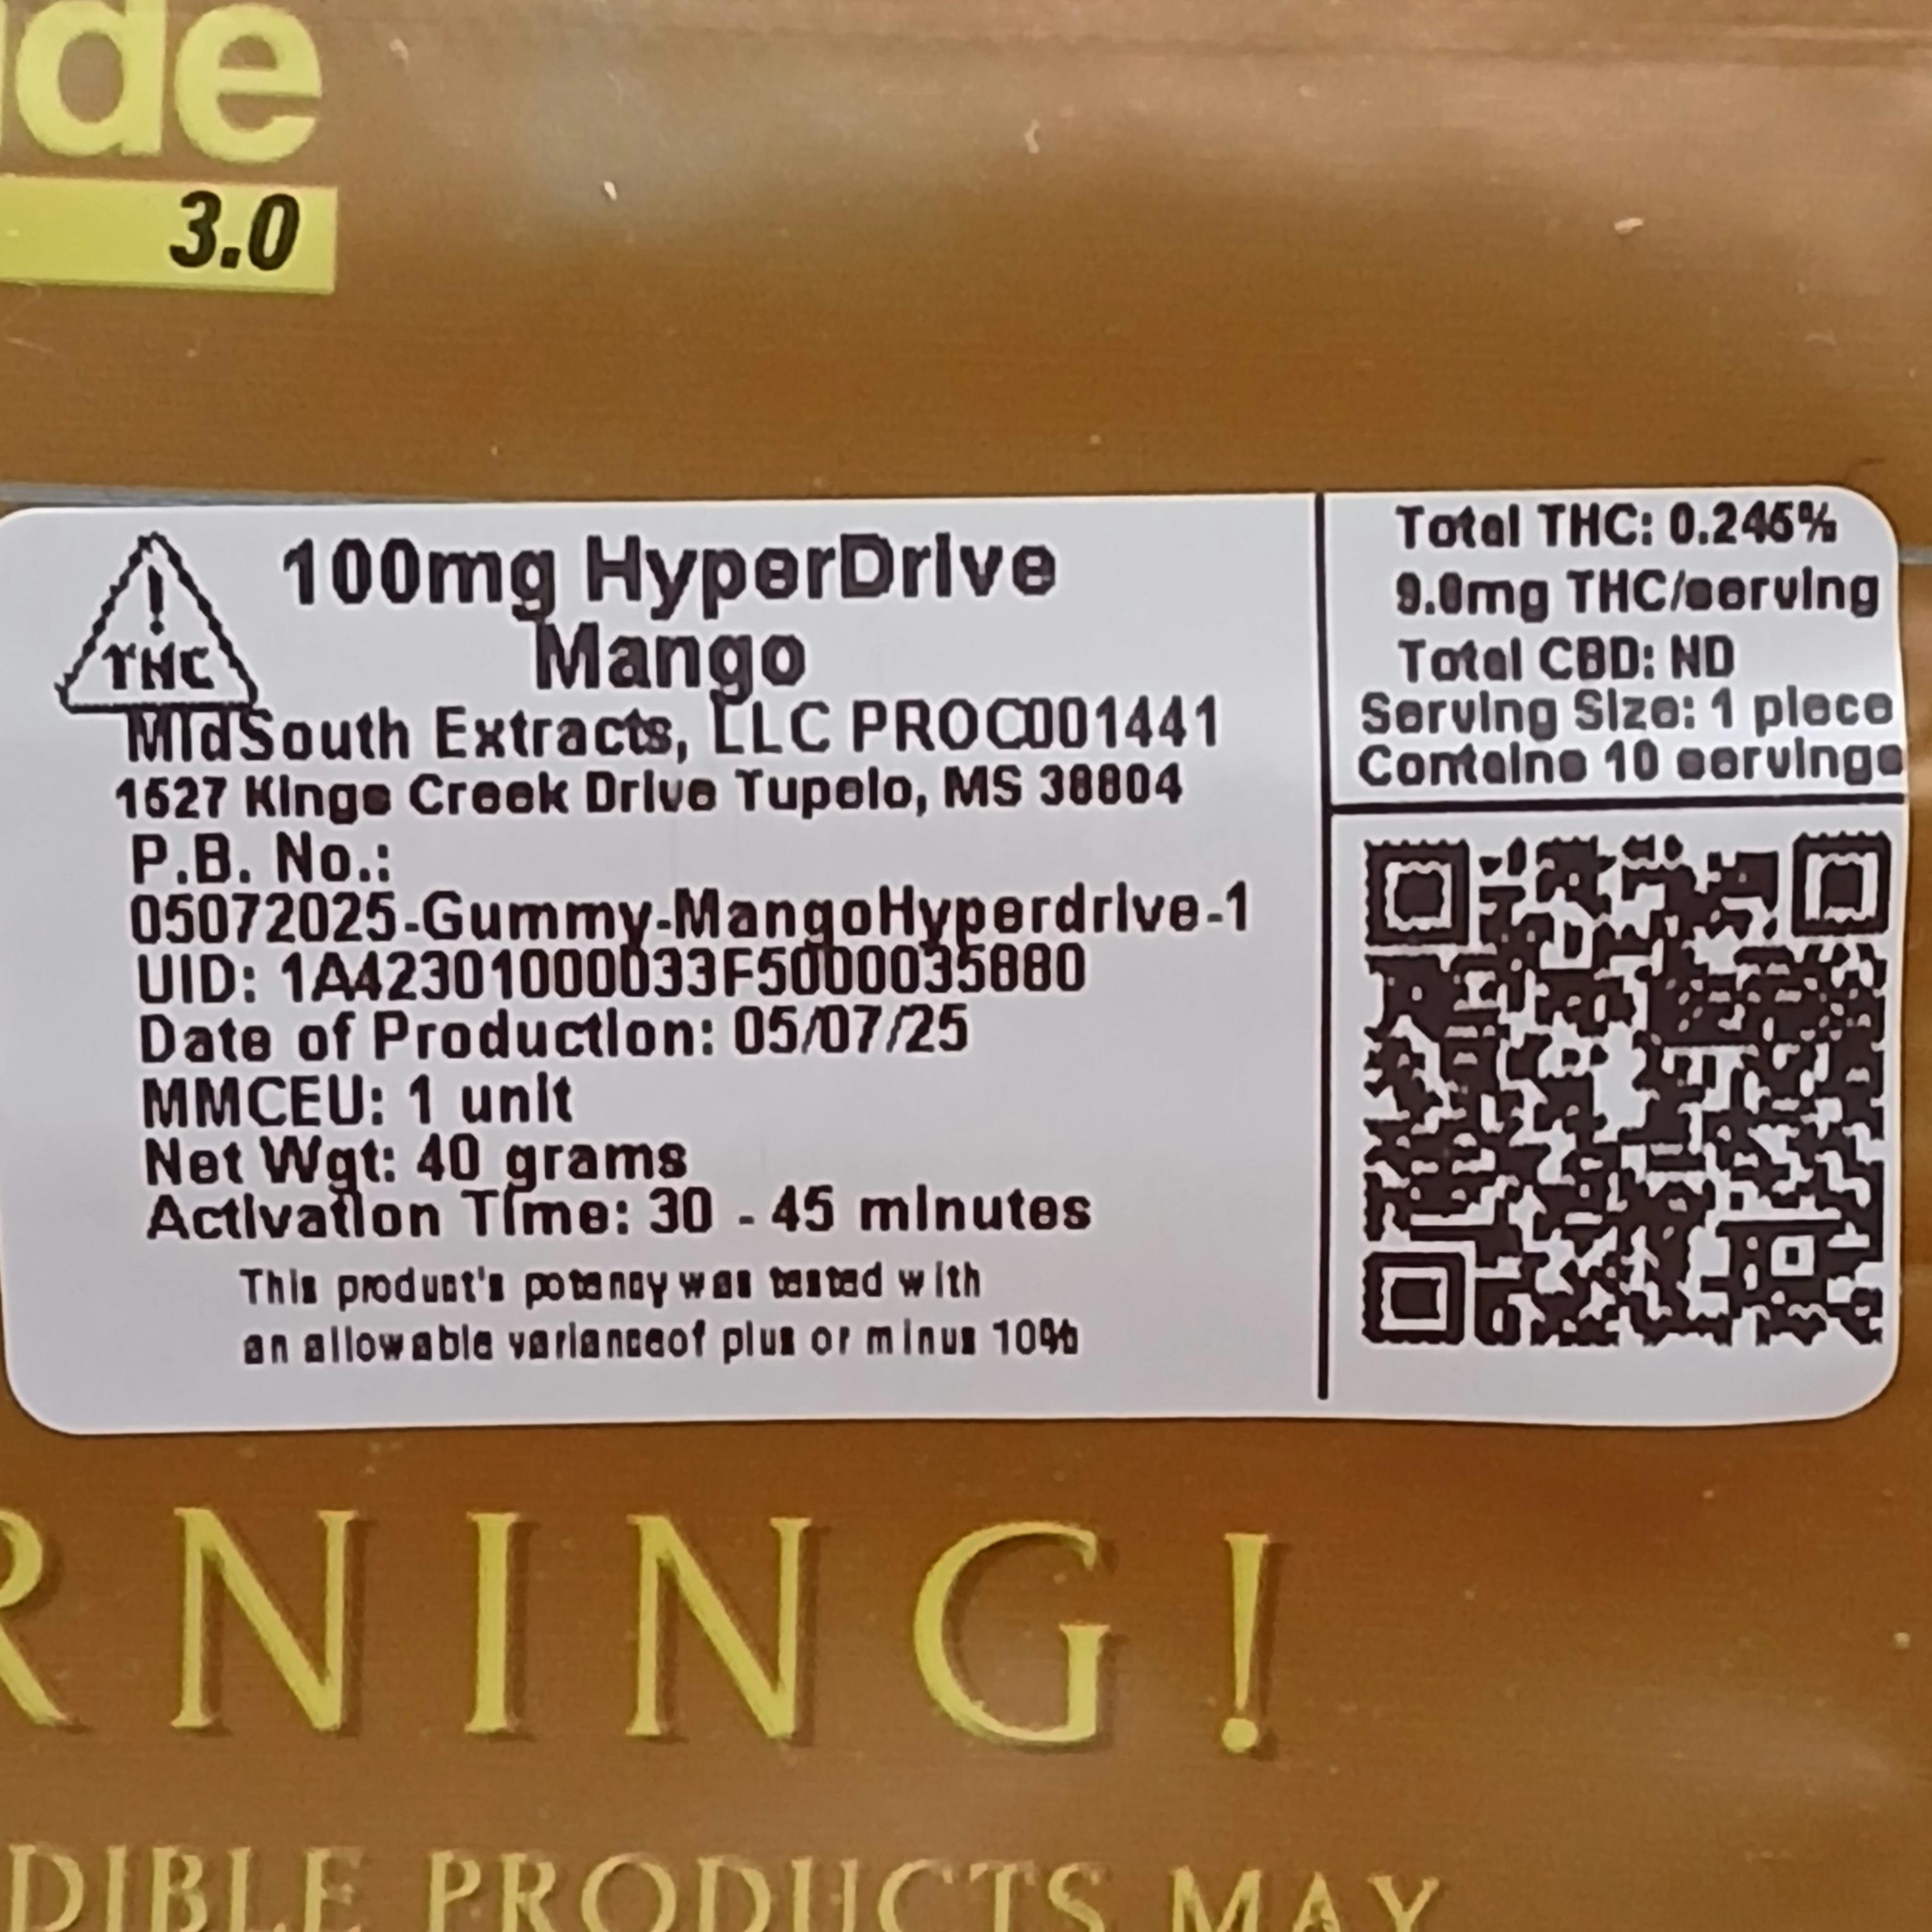 de
3.0
! THC
100mg HyperDrive
Mango
MidSouth Extracts, LLC PROC001441
1627 Kings Creek Drive Tupelo, MS 38804
P.B. No.:
05072025-Gummy-MangoHyperdrive-1
UID: 1A42301000033F5000035880
Date of Production: 05/07/25
MMCEU: 1 unit
Net Wgt: 40 grams
Activation Time: 30 - 45 minutes
This product's potency was tested with
an allowable varianceof plus or minus 10%
Total THC: 0.245%
THC/serving
Total CBD: ND
Serving Size: 1 piece
Contains 10 servings
RNING!
DIBLE PRODUCTS MAY